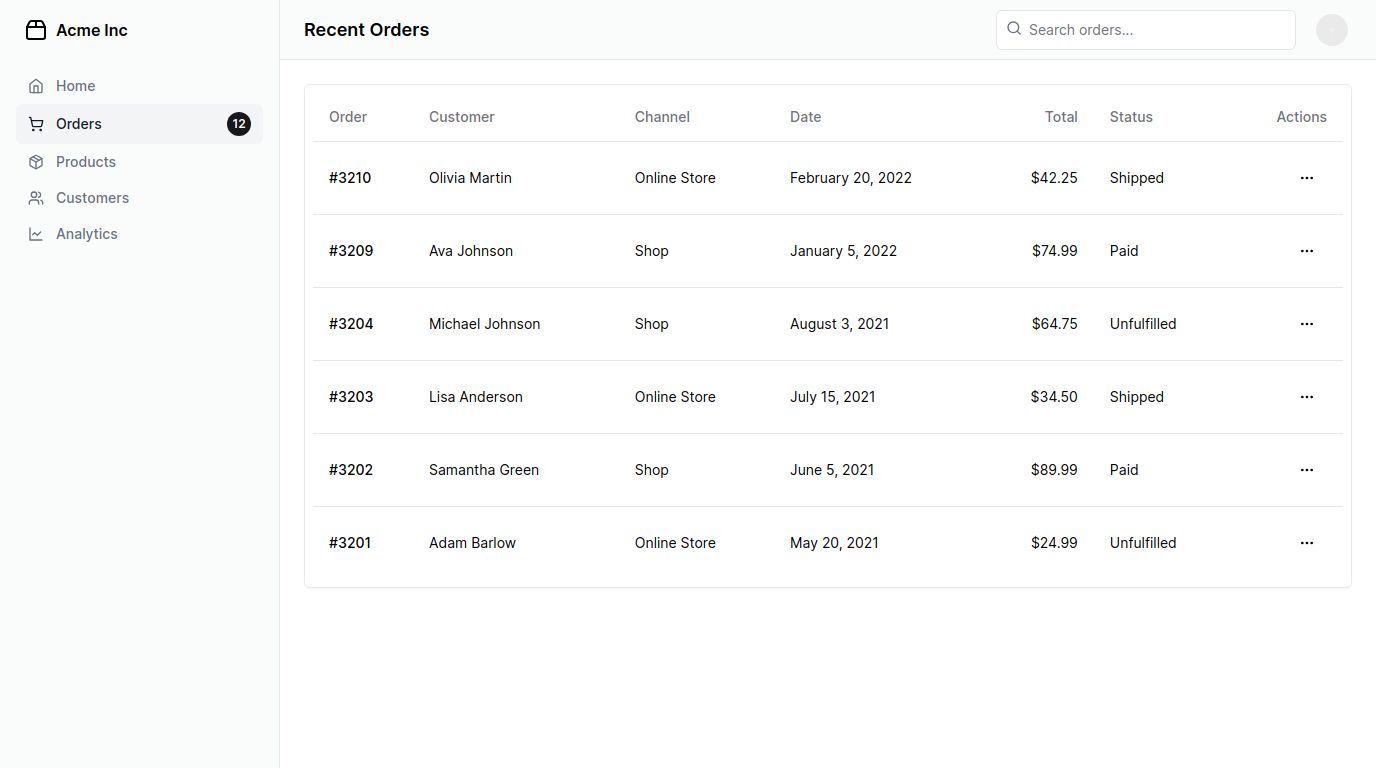 Acme Inc
Recent Orders
Search orders...
Home
Orders 12
Products
Customers
Analytics
Order Customer Channel Date Total Status Actions
#3210 Olivia Martin Online Store February 20, 2022 $42.25 Shipped
#3209 Ava Johnson Shop January 5, 2022 $74.99 Paid
#3204 Michael Johnson Shop August 3, 2021 $64.75 Unfulfilled
#3203 Lisa Anderson Online Store July 15, 2021 $34.50 Shipped
#3202 Samantha Green Shop June 5, 2021 $89.99 Paid
#3201 Adam Barlow Online Store May 20, 2021 $24.99 Unfulfilled